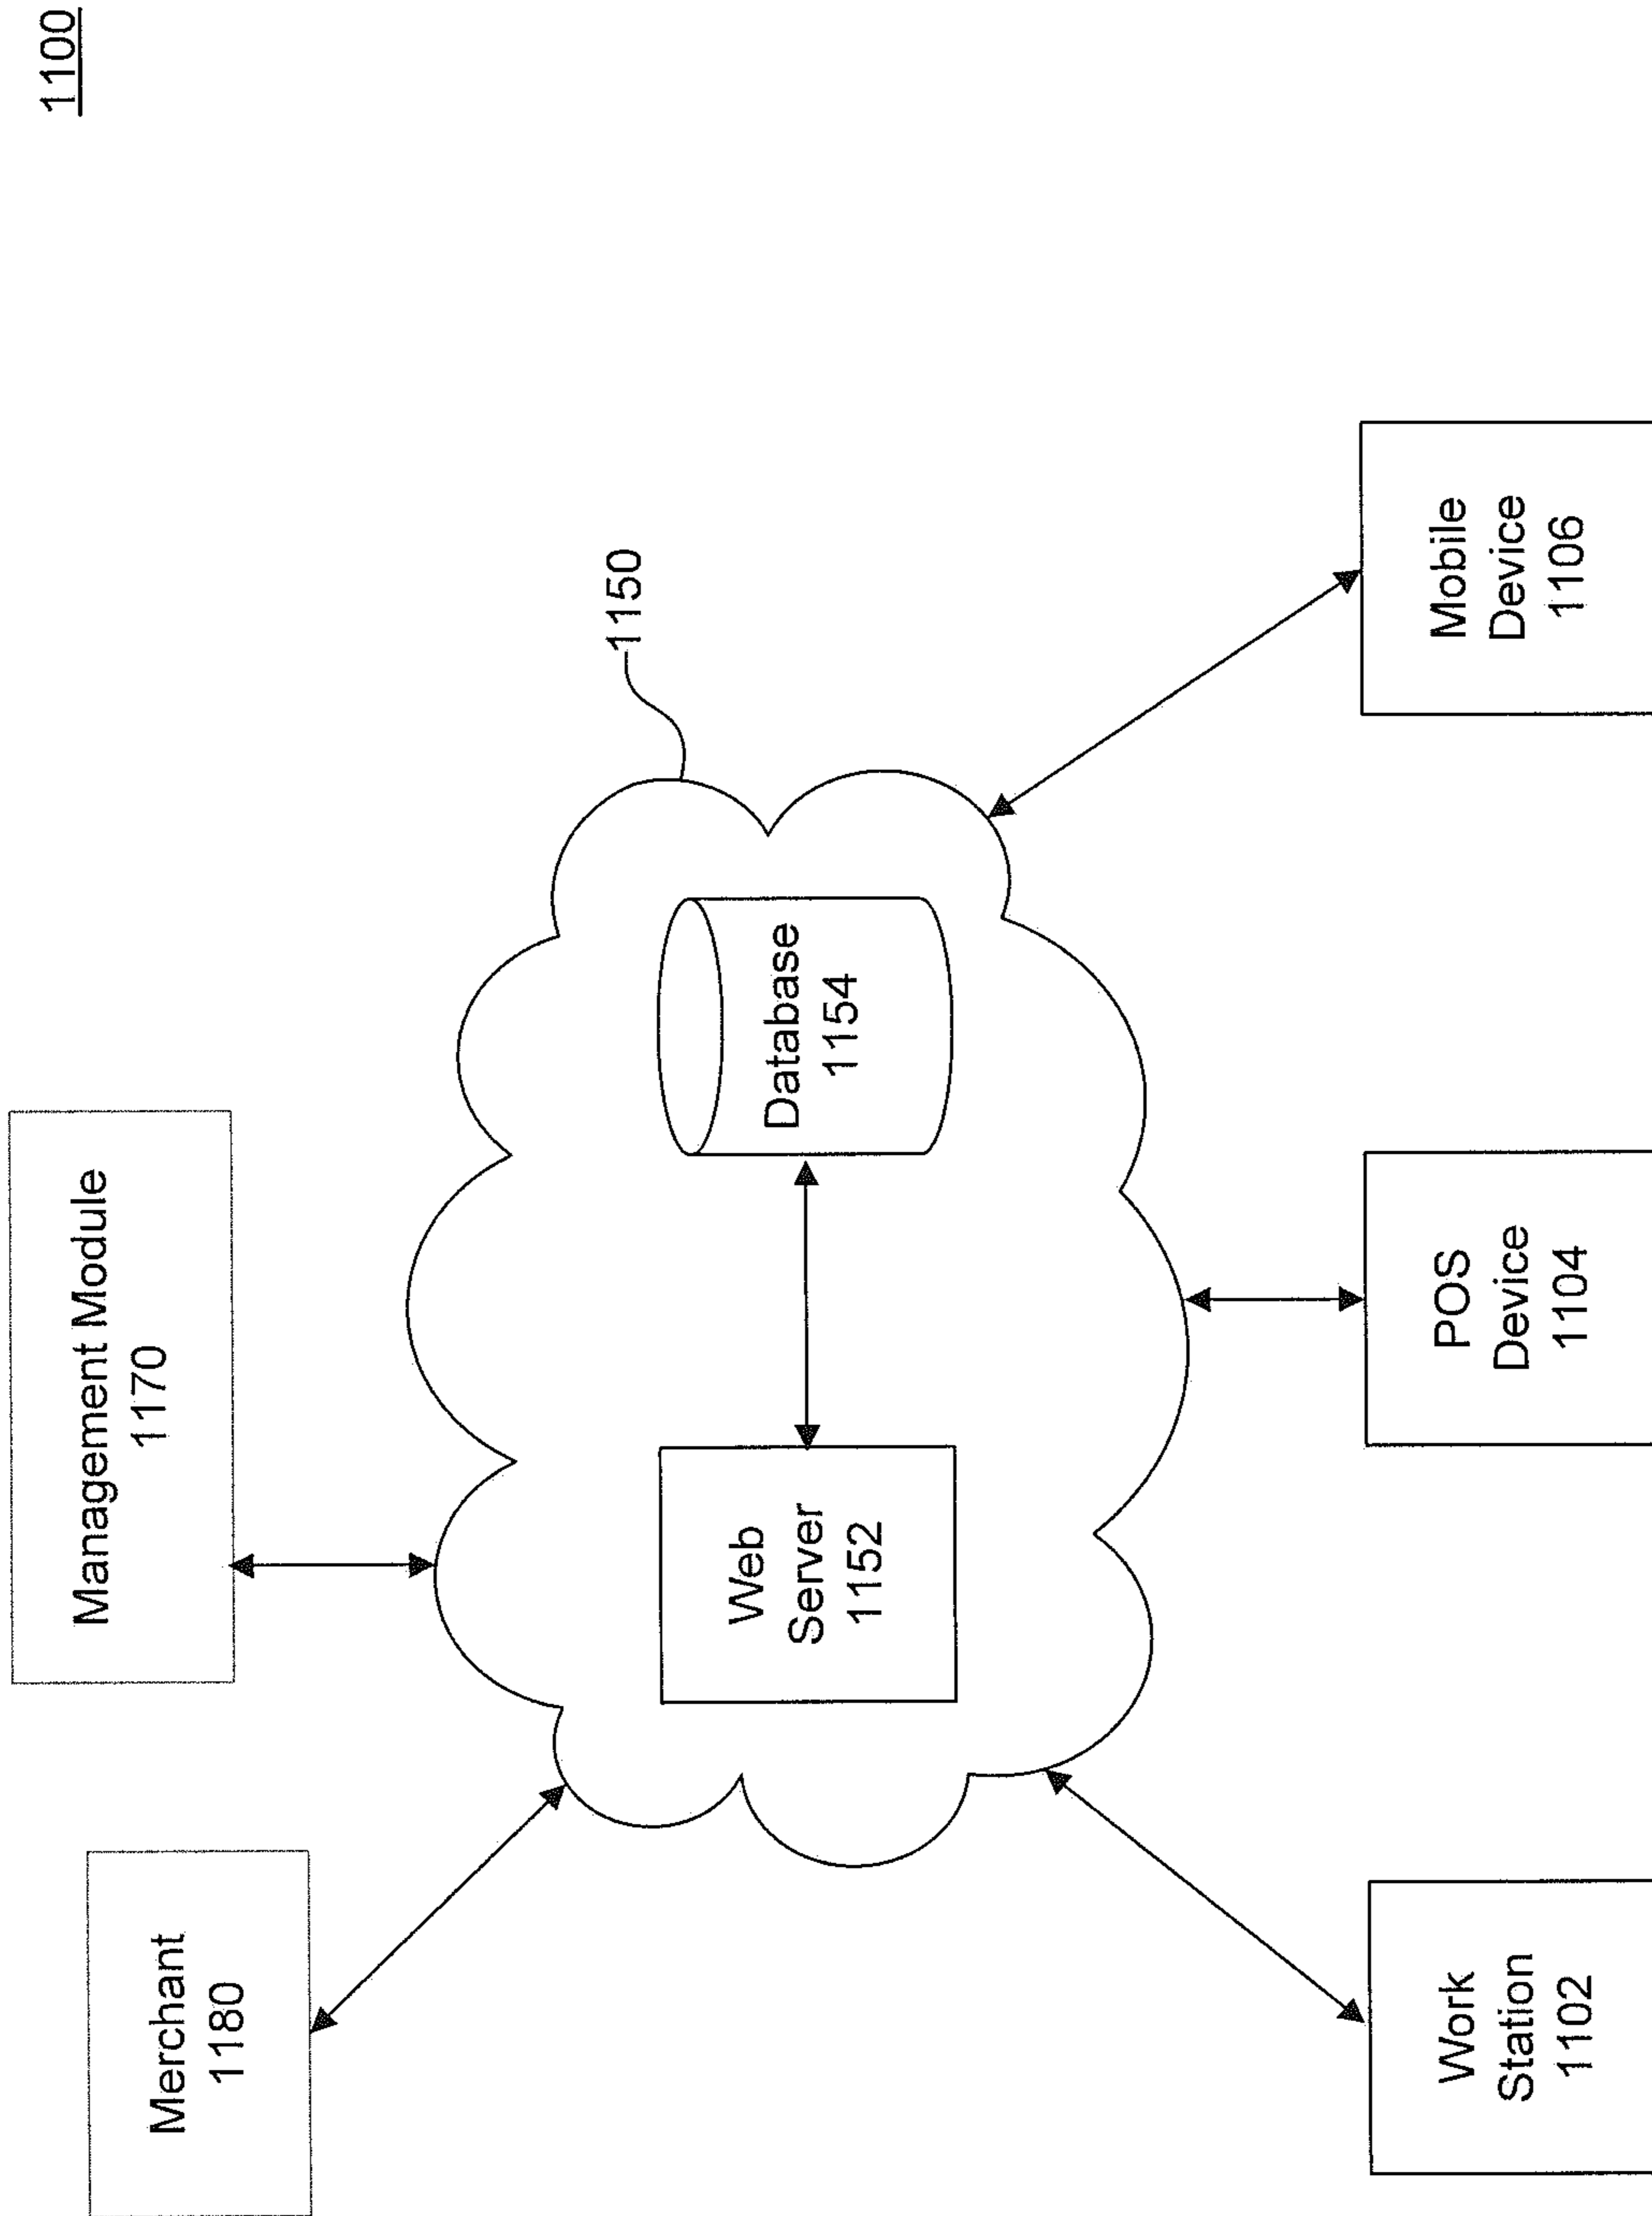 1100
Merchant
1180
Management Module
1170
1150
Web
Server
1152
Database
1154
Work
Station
1102
POS
Device
1104
Mobile
Device
1106